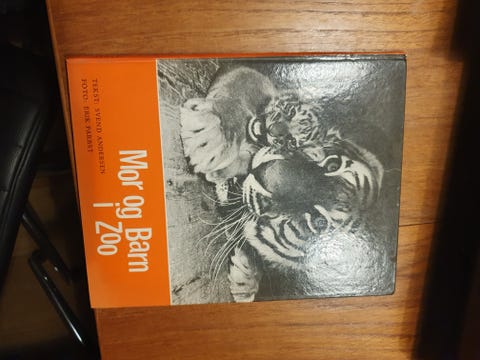 Mor og Barn
i Zoo
TEKST: SVEND ANDERSEN
FOTO: ERIK PARBST